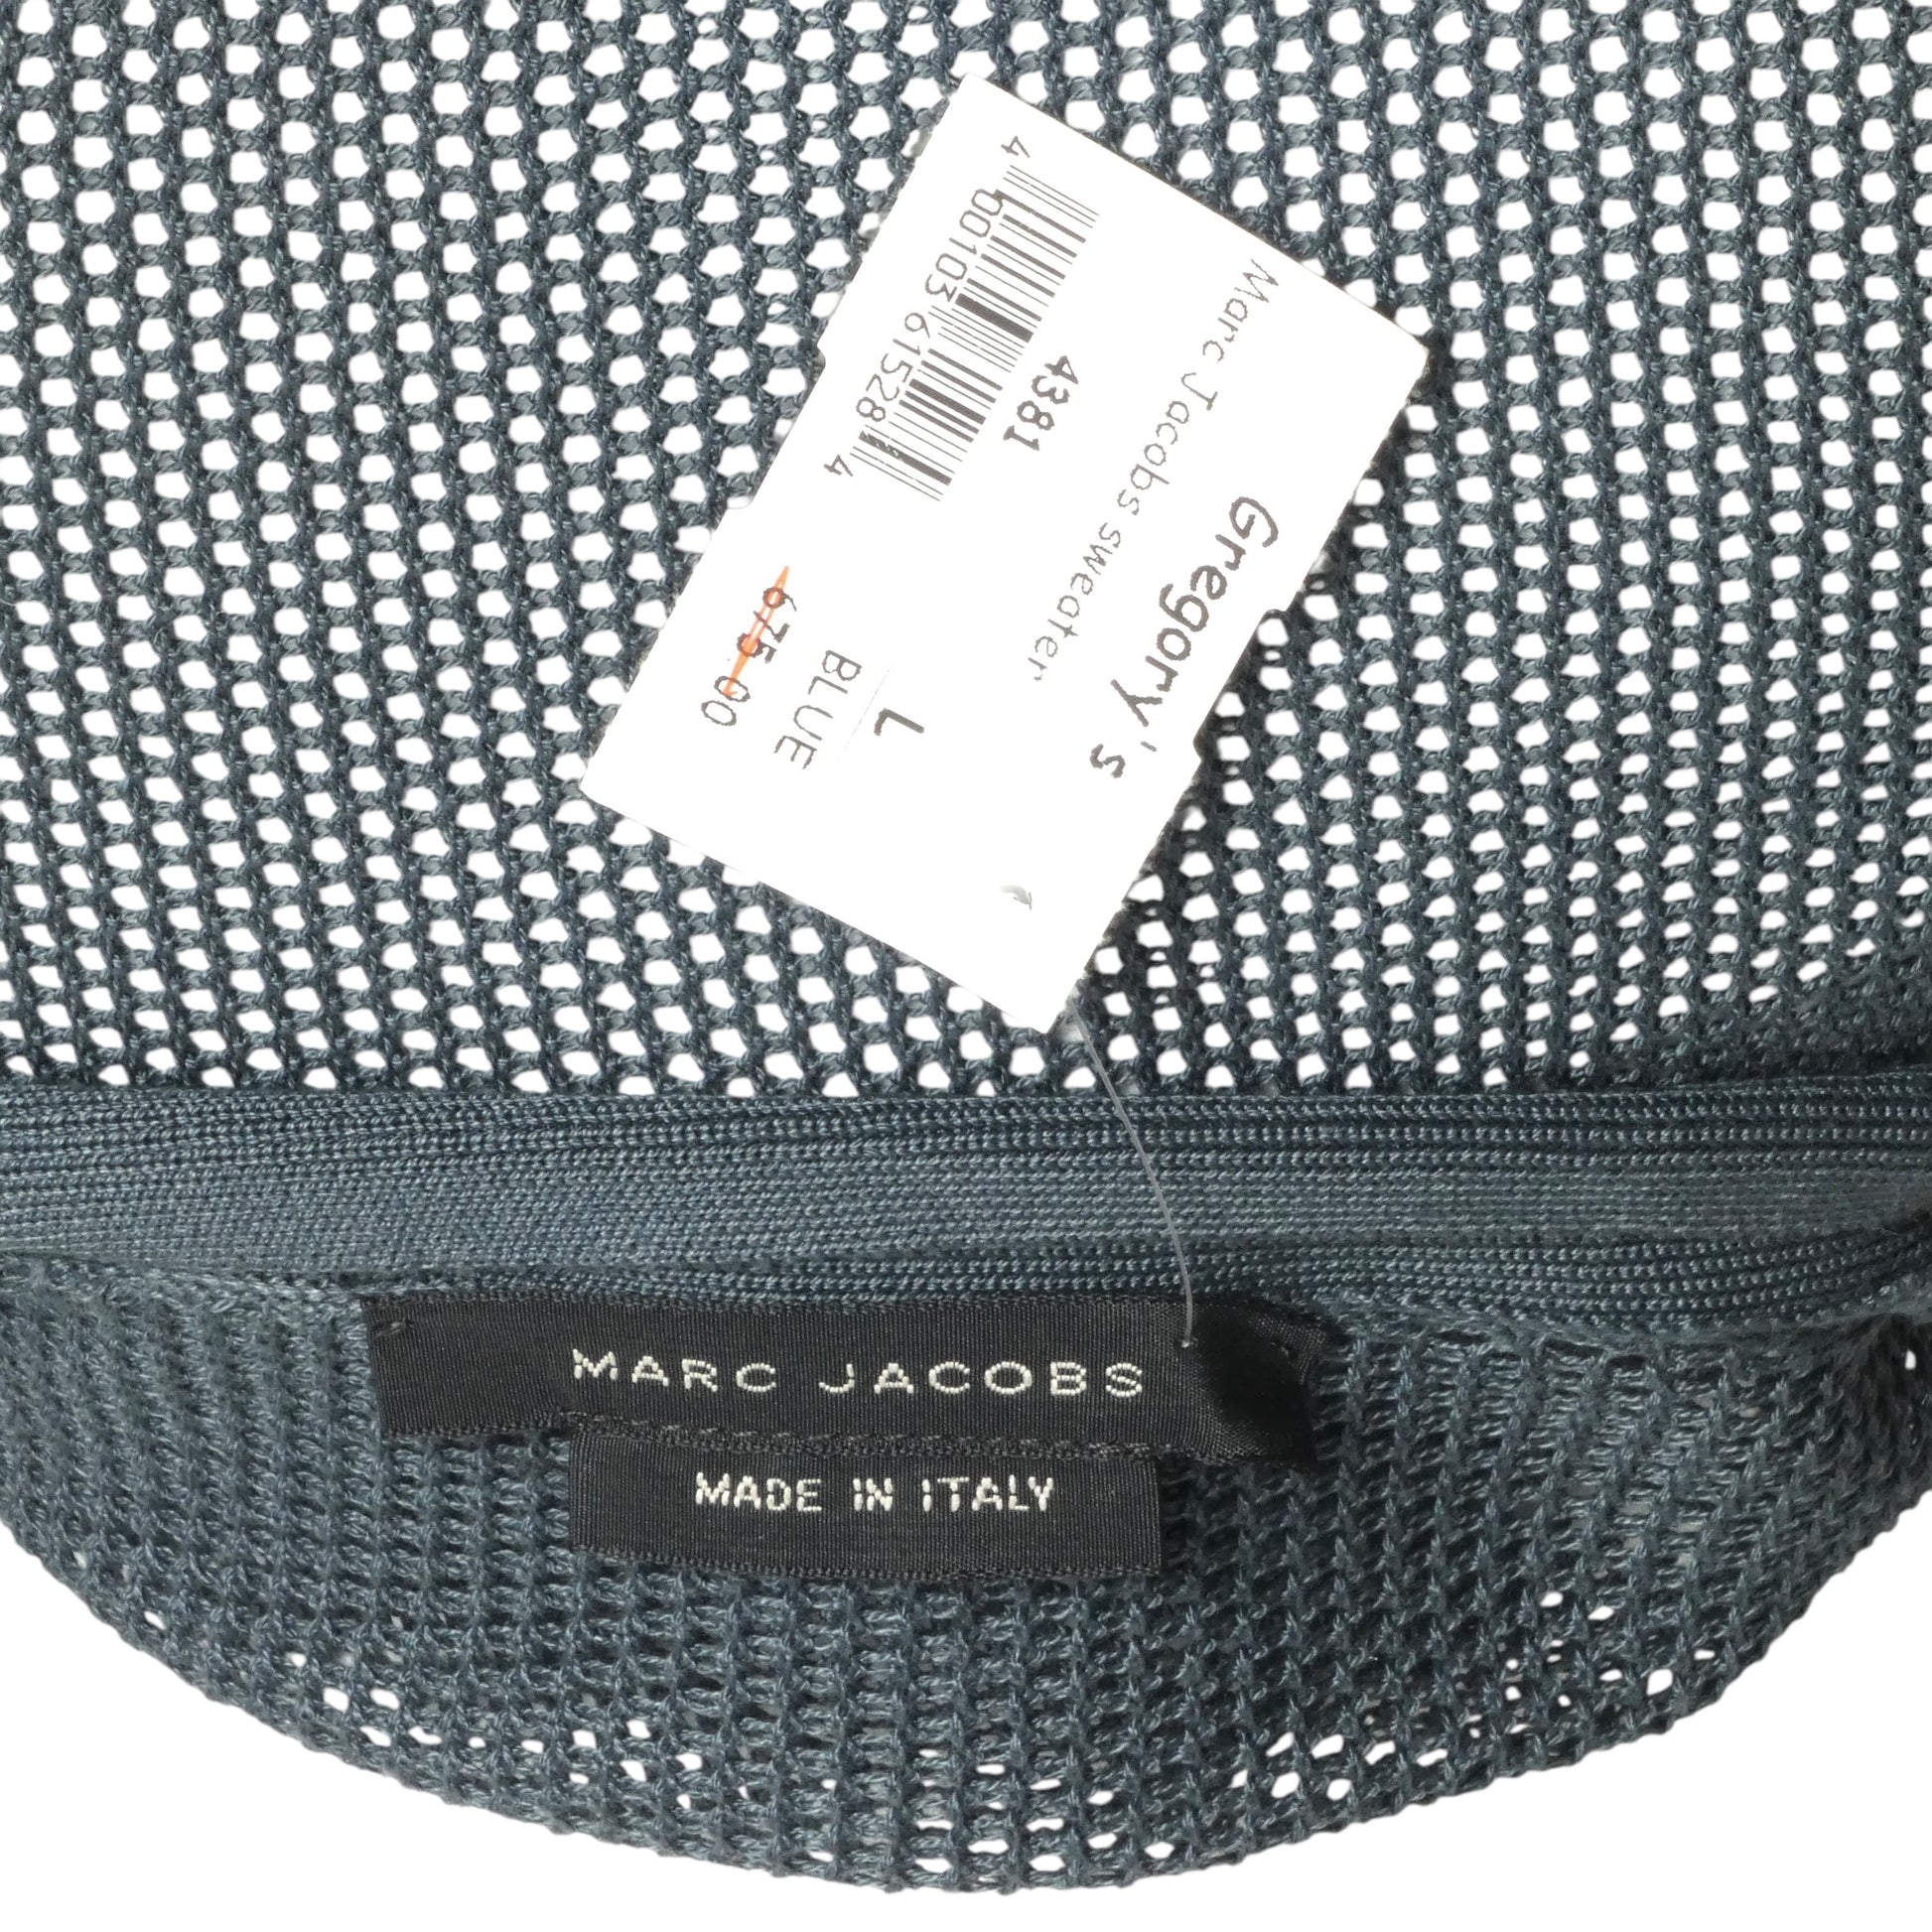 Gregory's
Marc Jacobs sweater
4381
4 00103 61528 4
L
BLUE
675.00
MARC JACOBS
MADE IN ITALY